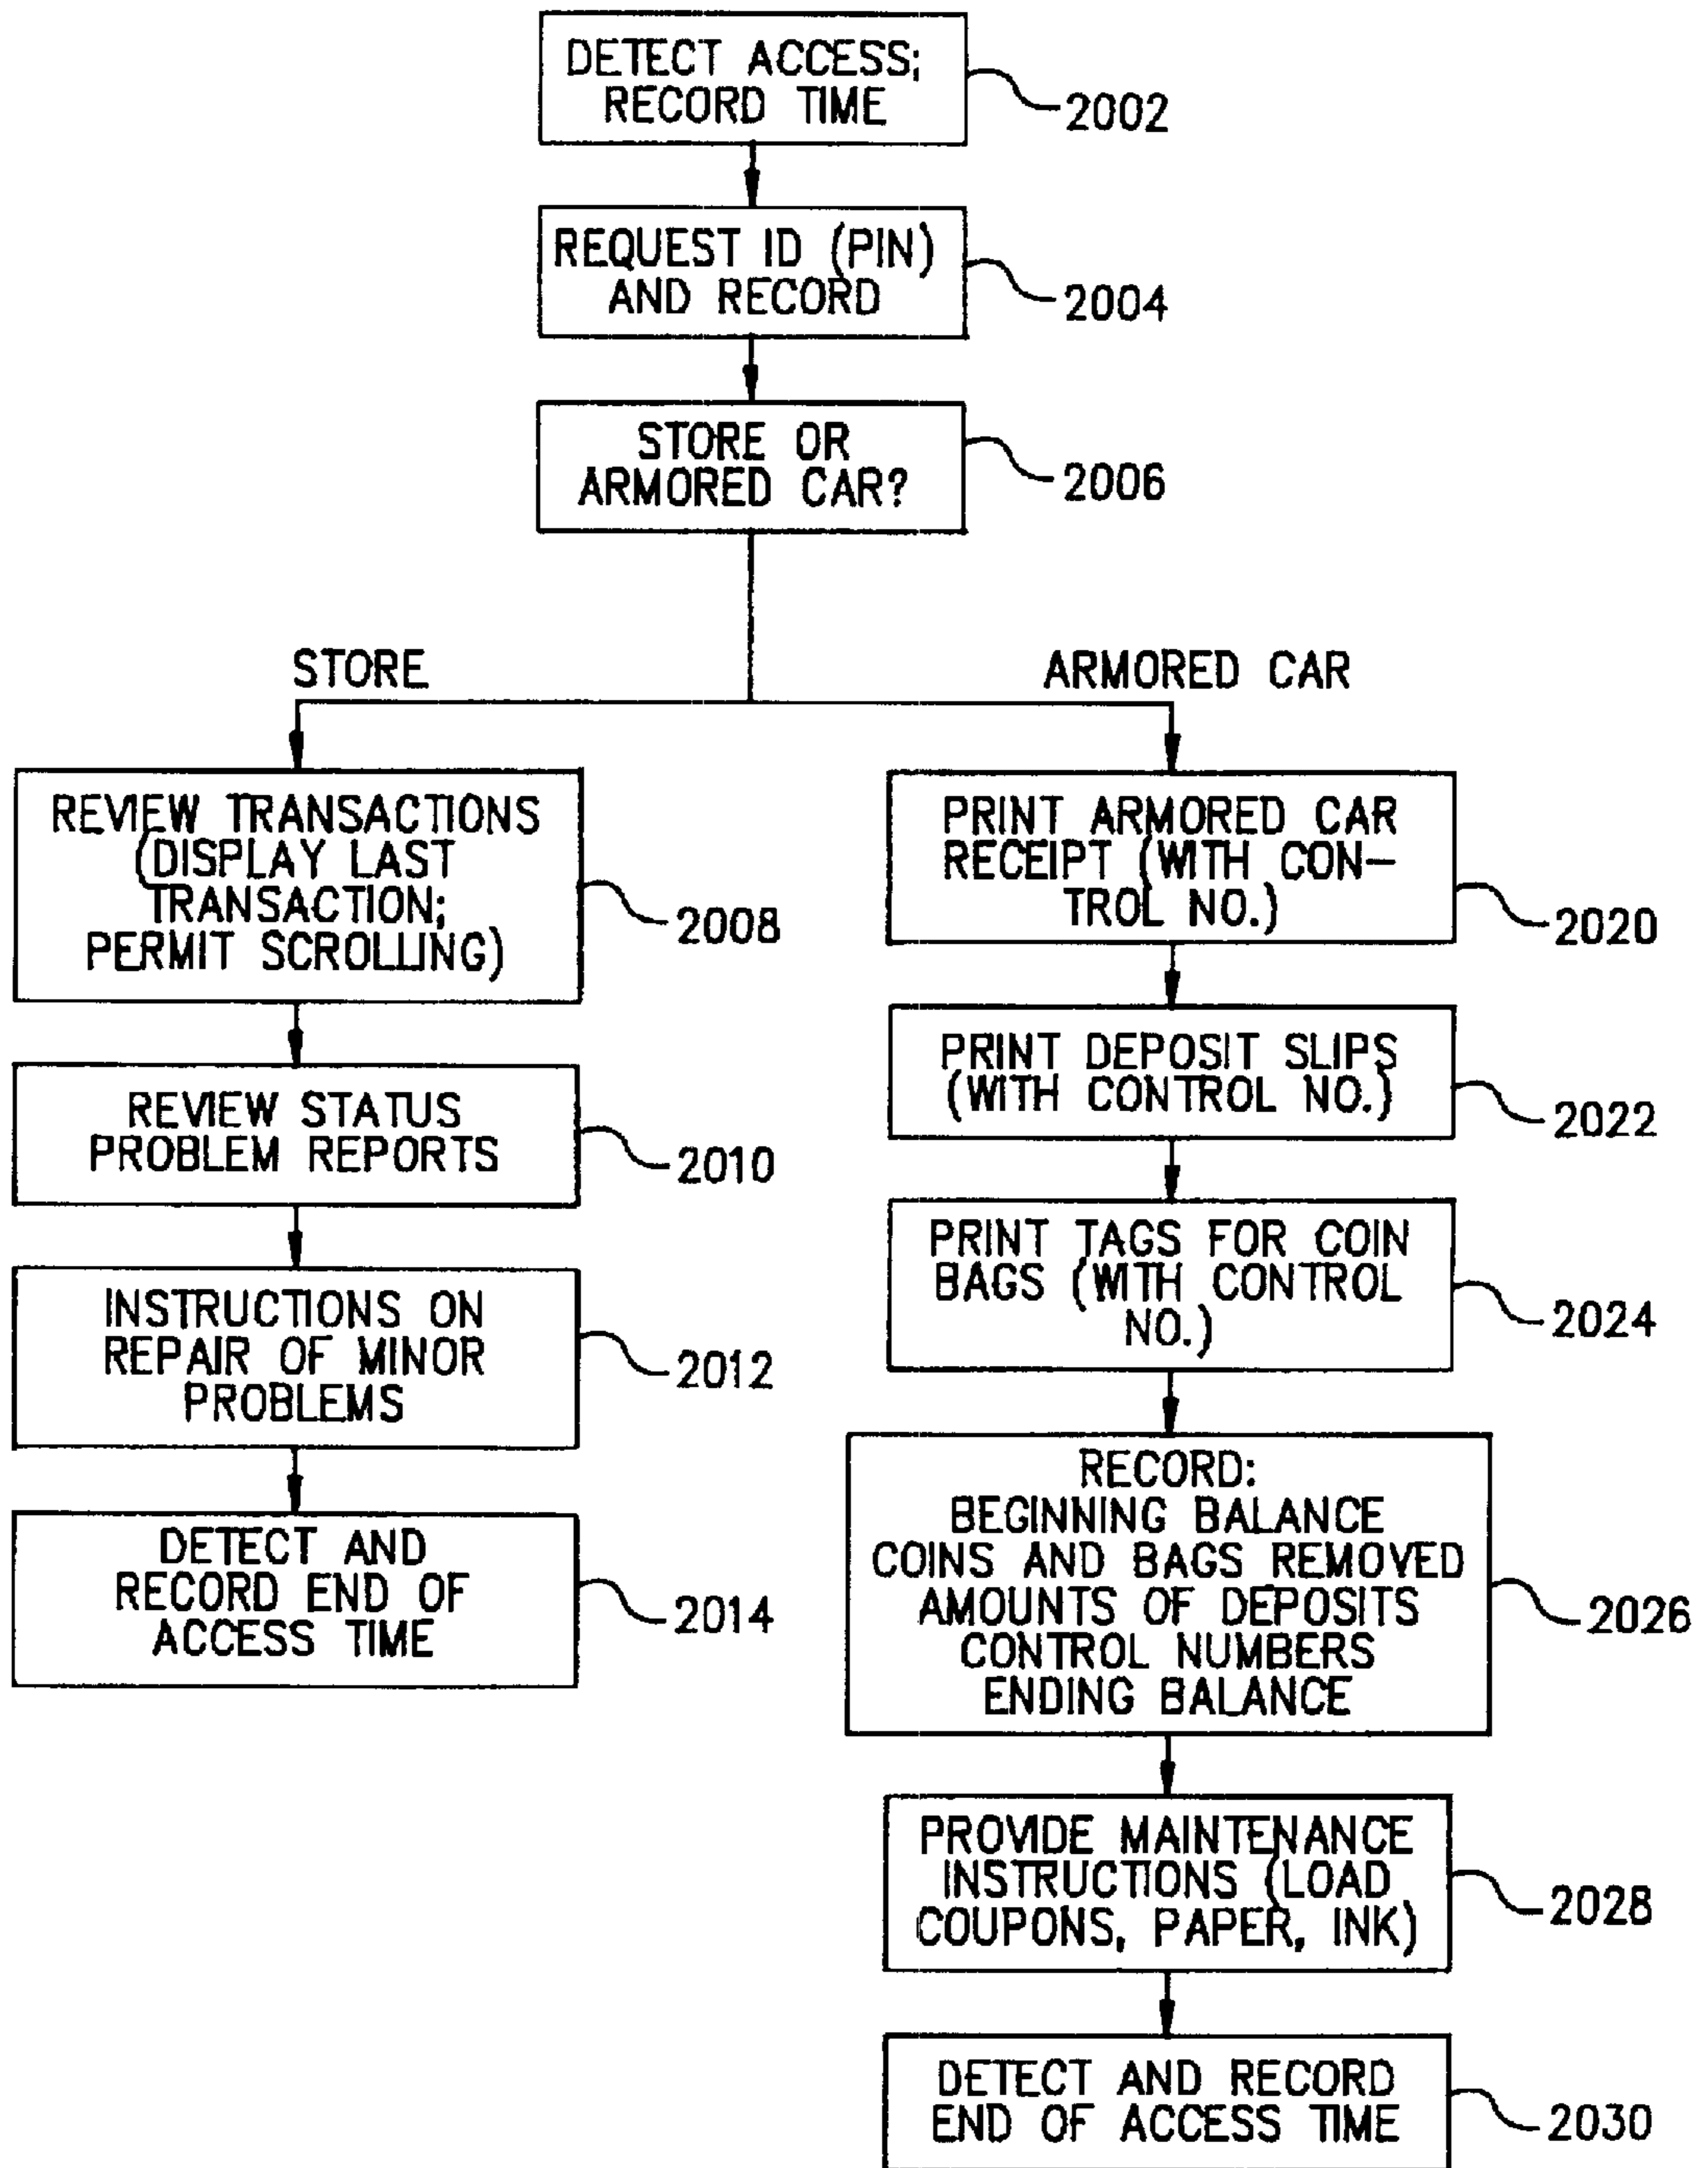 DETECT ACCESS;
RECORD TIME
2002
REQUEST ID (PIN)
AND RECORD
2004
STORE OR
ARMORED CAR?
2006
STORE
ARMORED CAR
REVIEW TRANSACTIONS
(DISPLAY LAST
TRANSACTION;
PERMIT SCROLLING)
2008
REVIEW STATUS
PROBLEM REPORTS
2010
INSTRUCTIONS ON
REPAIR OF MINOR
PROBLEMS
2012
DETECT AND
RECORD END OF
ACCESS TIME
2014
PRINT ARMORED CAR
RECEIPT (WITH CON-
TROL NO.)
2020
PRINT DEPOSIT SLIPS
(WITH CONTROL NO.)
2022
PRINT TAGS FOR COIN
BAGS (WITH CONTROL
NO.)
2024
RECORD:
BEGINNING BALANCE
COINS AND BAGS REMOVED
AMOUNTS OF DEPOSITS
CONTROL NUMBERS
ENDING BALANCE
2026
PROVIDE MAINTENANCE
INSTRUCTIONS (LOAD
COUPONS, PAPER, INK)
2028
DETECT AND RECORD
END OF ACCESS TIME
2030